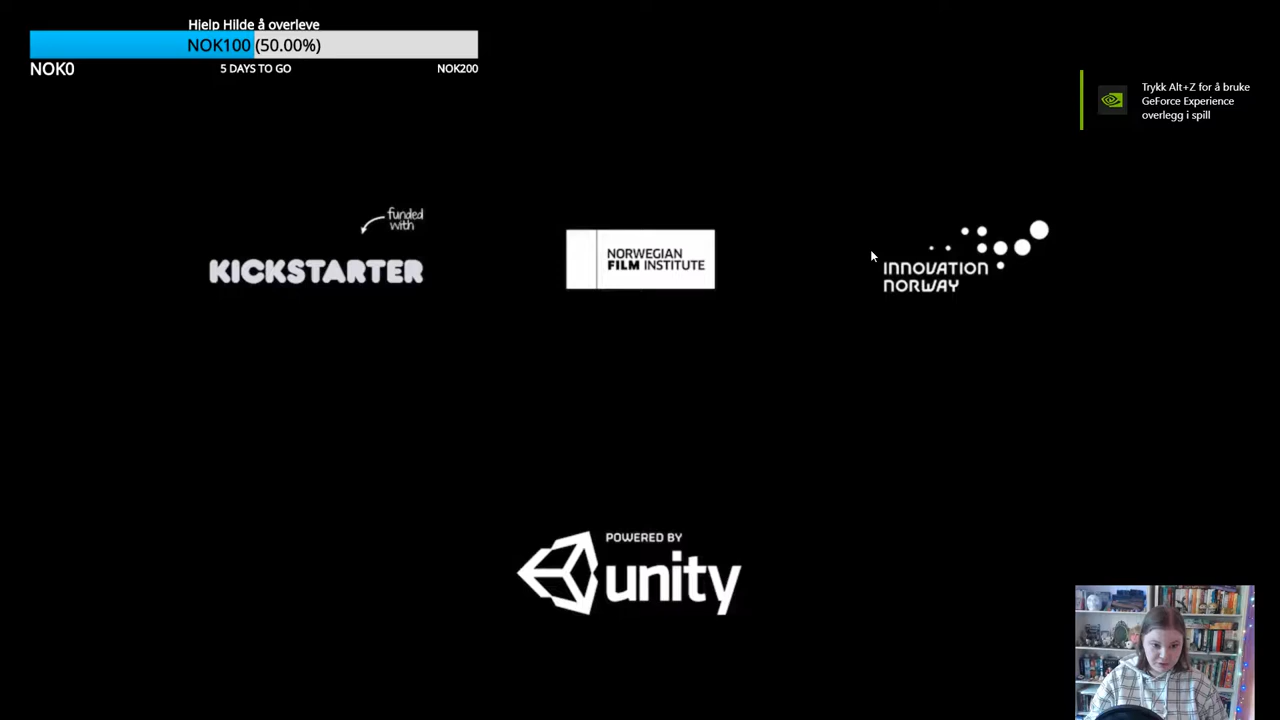 Hjelp Hilde å overleve
NOK100 (50.00%)
NOK0
5 DAYS TO GO
NOK200
Trykk Alt+Z for å bruke
GeForce Experience
overlegg i spill
funded
with
KICKSTARTER
NORWEGIAN
FILM INSTITUTE
INNOVATION
NORWAY
POWERED BY
unity